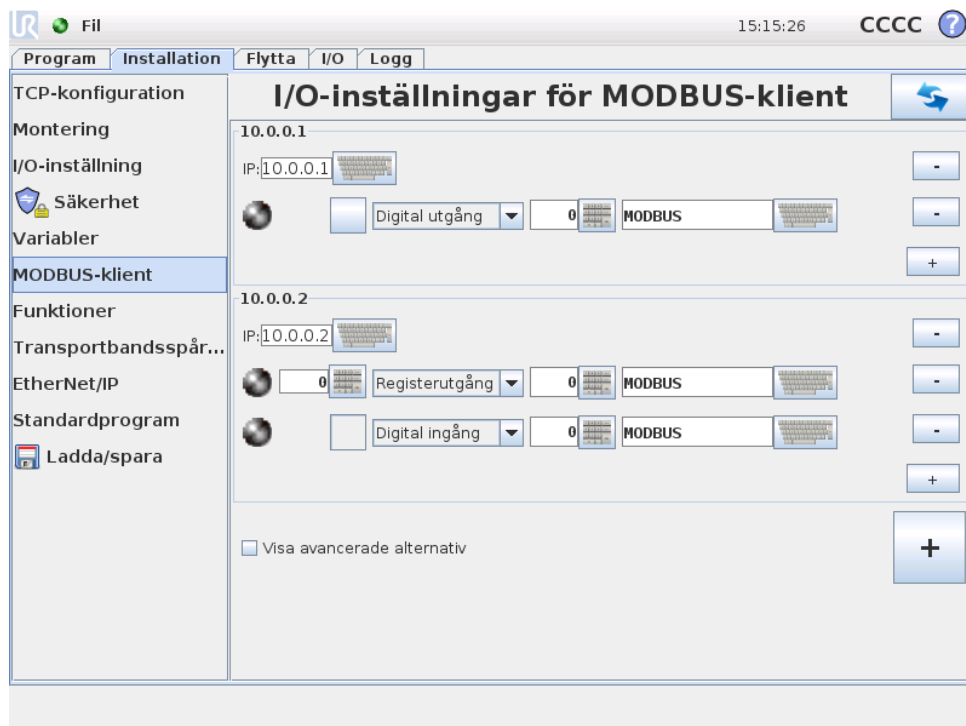 UR Fil 15:15:26 CCCC ?
Program Installation Flytta I/O Logg
TCP-konfiguration
Montering
I/O-inställning
Säkerhet
Variabler
MODBUS-klient
Funktioner
Transportbandsspår...
EtherNet/IP
Standardprogram
Ladda/spara
I/O-inställningar för MODBUS-klient
10.0.0.1
IP: 10.0.0.1 -
Digital utgång 0 MODBUS -
+
10.0.0.2
IP: 10.0.0.2 -
0 Registerutgång 0 MODBUS -
Digital ingång 0 MODBUS -
+
Visa avancerade alternativ +